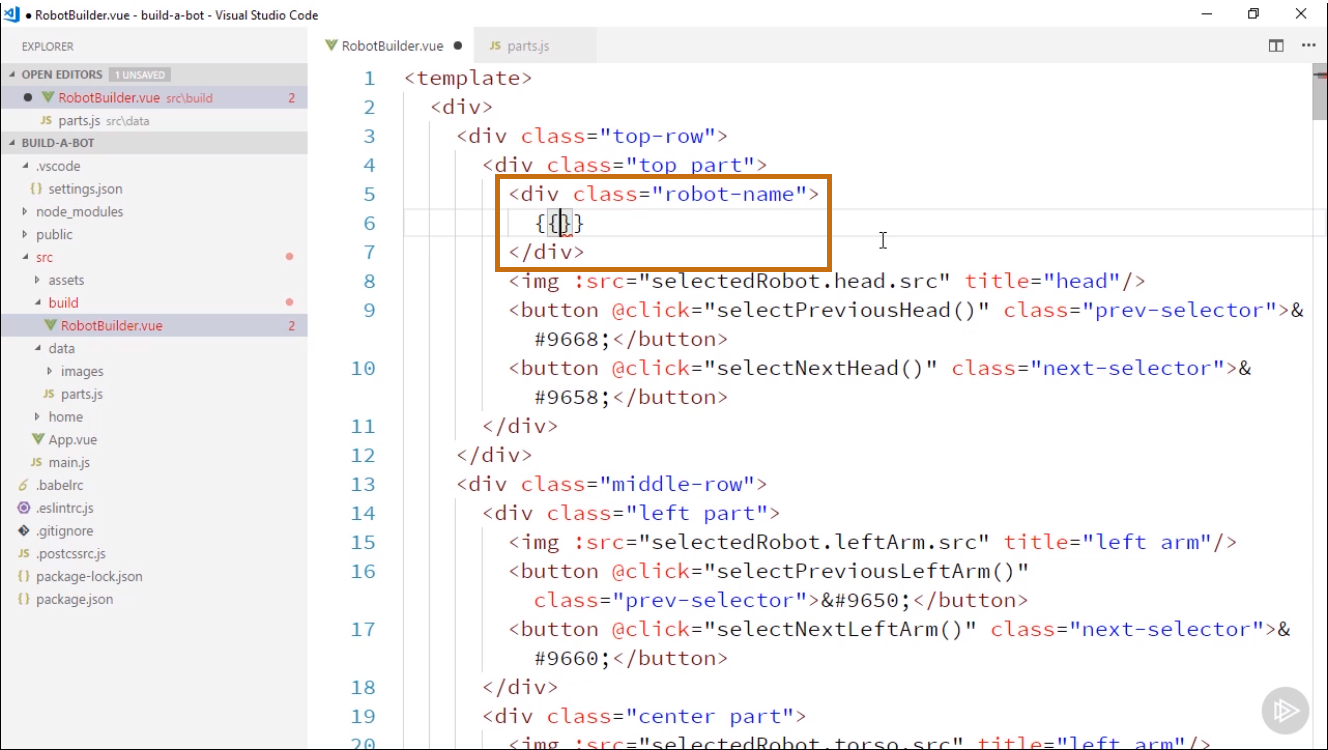 RobotBuilder.vue - build-a-bot - Visual Studio Code
EXPLORER
OPEN EDITORS 1 UNSAVED
RobotBuilder.vue src\build 2
JS parts.js src\data
BUILD-A-BOT
.vscode
{} settings.json
node_modules
public
src
assets
build
RobotBuilder.vue 2
data
images
JS parts.js
home
App.vue
JS main.js
.babelrc
.eslintrc.js
.gitignore
JS .postcssrc.js
{} package-lock.json
{} package.json
RobotBuilder.vue JS parts.js
1 <template>
2 <div>
3 <div class="top-row">
4 <div class="top part">
5 <div class="robot-name">
6 {{}}
7 </div>
8 <img :src="selectedRobot.head.src" title="head"/>
9 <button @click="selectPreviousHead()" class="prev-selector">&
#9668;</button>
10 <button @click="selectNextHead()" class="next-selector">&
#9658;</button>
11 </div>
12 </div>
13 <div class="middle-row">
14 <div class="left part">
15 <img :src="selectedRobot.leftArm.src" title="left arm"/>
16 <button @click="selectPreviousLeftArm()"
class="prev-selector">&#9650;</button>
17 <button @click="selectNextLeftArm()" class="next-selector">&
#9660;</button>
18 </div>
19 <div class="center part">
20 <img :src="selectedRobot.torso.src" title="left arm"/>